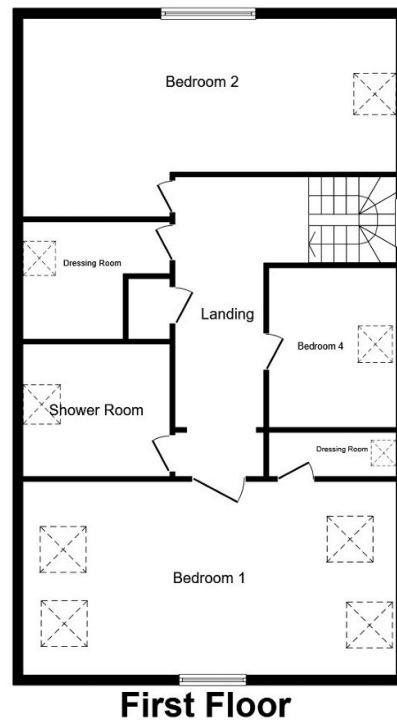 Bedroom 2
Dressing Room
Landing
Bedroom 4
Shower Room
Dressing Room
Bedroom 1
First Floor